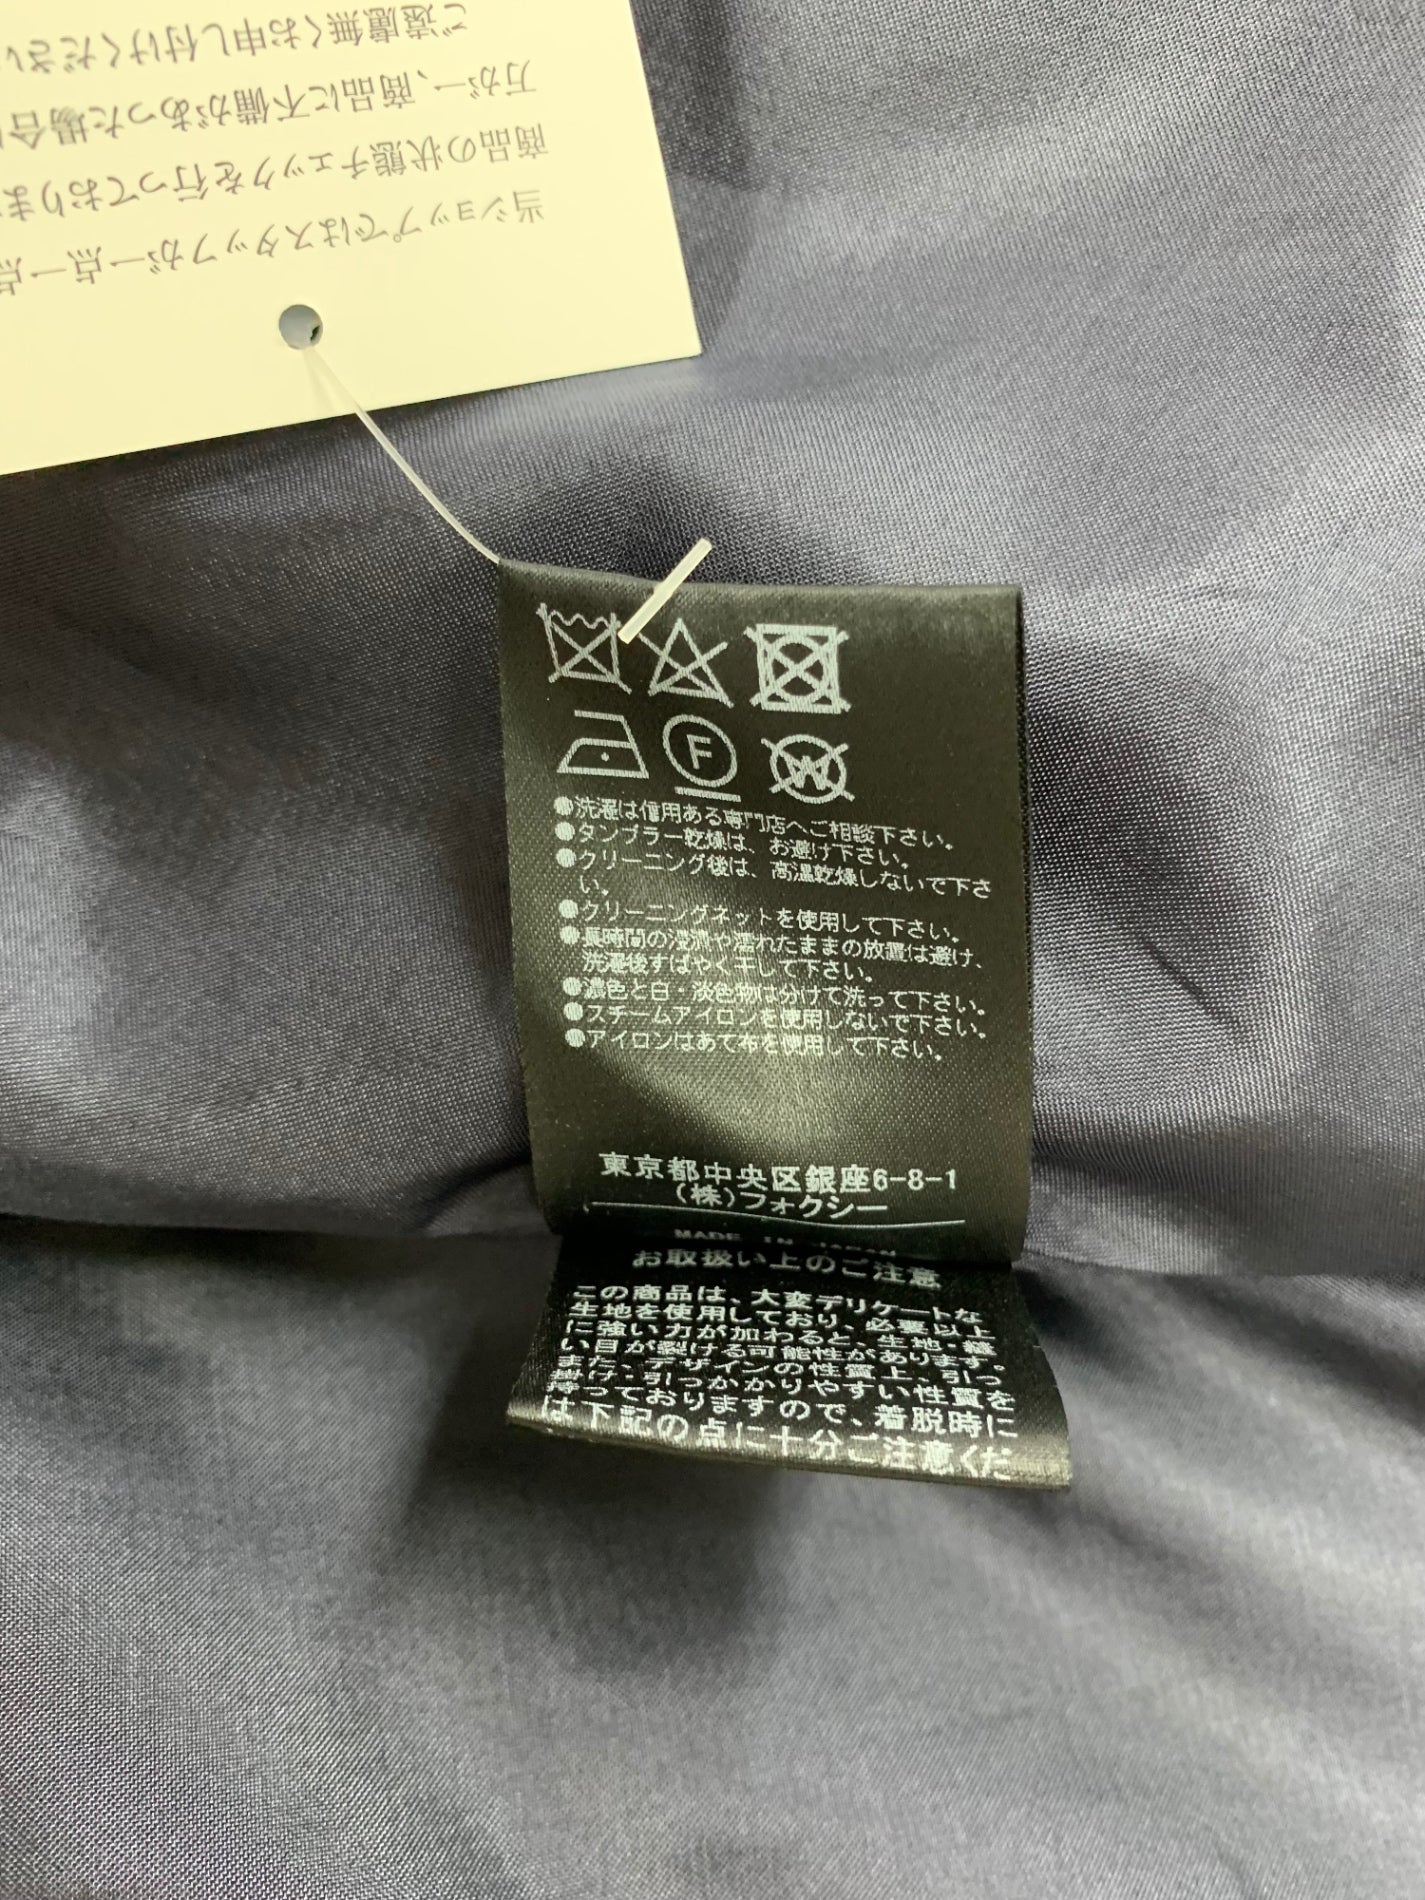 当ショップではスタッフが一点一点
商品の状態チェックを行っておりま
万が一、商品に不備があった場合
ご遠慮無くお申し付けくださ
F
W
●洗濯は信用ある専門店へご相談下さい。
●タンブラー乾燥は、お避け下さい。
●クリーニング後は、高温乾燥しないで下さ
い。
●クリーニングネットを使用して下さい。
●長時間の浸漬や濡れたままの放置は避け、
洗濯後すばやく干して下さい。
●濃色と白・淡色物は分けて洗って下さい。
●スチームアイロンを使用しないで下さい。
●アイロンはあて布を使用して下さい。
東京都中央区銀座6-8-1
(株)フォクシー
MADE IN JAPAN
お取扱い上のご注意
この商品は、大変デリケートな
生地を使用しており、必要以上
に強い力が加わると、生地・縫
い目が裂ける可能性があります。
また、デザインの性質上、引っ
掛け・引っかかりやすい性質を
持っておりますので、着脱時に
は下記の点に十分ご注意くだ